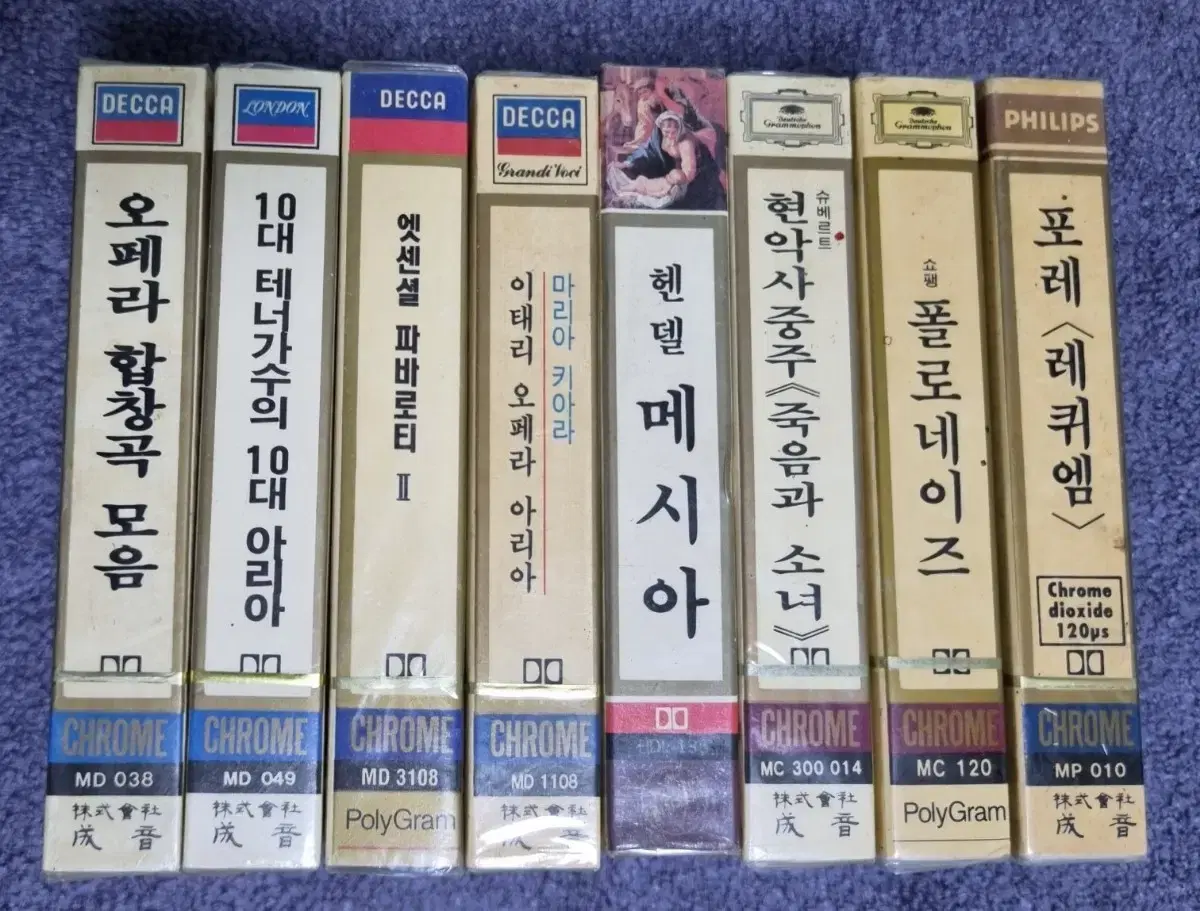 DECCA
오페라 합창곡 모음
CHROME
MD 038
株式會社
成音
LONDON
10대 테너가수의 10대 아리아
CHROME
MD 049
株式會社
成音
DECCA
엣센셜 파바로티 Ⅱ
CHROME
MD 3108
PolyGram
DECCA
Grandi Voci
마리아 키아라
이태리 오페라 아리아
CHROME
MD 1108
株式會社
成音
헨델 메시아
Deutsche
Grammophon
슈베르트
현악사중주《죽음과 소녀》
CHROME
MC 300 014
株式會社
成音
Deutsche
Grammophon
쇼팽
폴로네이즈
CHROME
MC 120
PolyGram
PHILIPS
포레〈레퀴엠〉
Chrome
dioxide
120μs
CHROME
MP 010
株式會社
成音